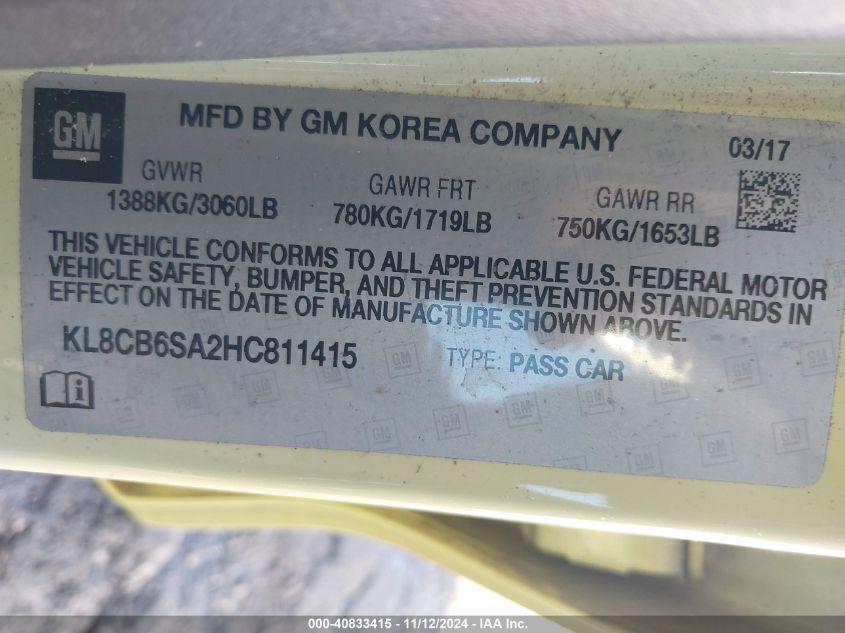 GM
MFD BY GM KOREA COMPANY
03/17
GVWR
1388KG/3060LB
GAWR FRT
780KG/1719LB
GAWR RR
750KG/1653LB
THIS VEHICLE CONFORMS TO ALL APPLICABLE U.S. FEDERAL MOTOR
VEHICLE SAFETY, BUMPER, AND THEFT PREVENTION STANDARDS IN
EFFECT ON THE DATE OF MANUFACTURE SHOWN ABOVE.
KL8CB6SA2HC811415
TYPE: PASS CAR
000-40833415 - 11/12/2024 - IAA Inc.